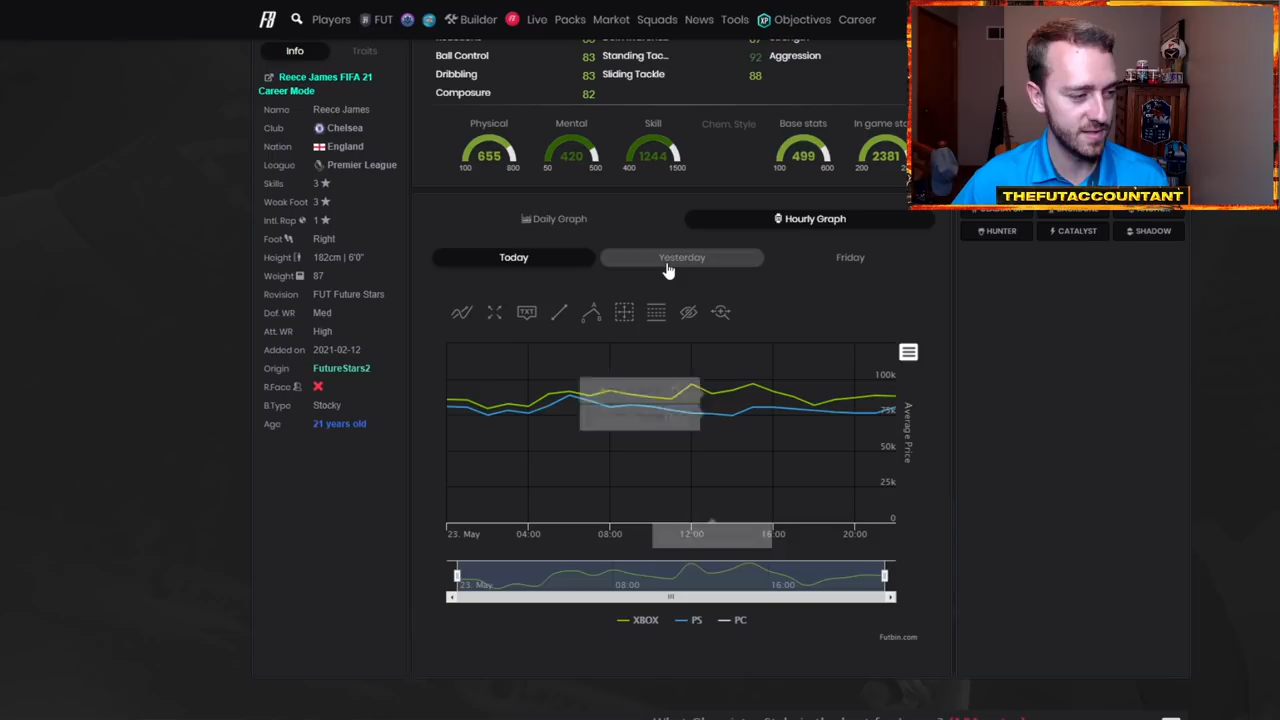 Players FUT Builder Live Packs Market Squads News Tools XP Objectives Career
Info Traits
Reece James FIFA 21
Career Mode
Name Reece James
Club Chelsea
Nation England
League Premier League
Skills 3
Weak Foot 3
Intl. Rep 1
Foot Right
Height 182cm | 6'0"
Weight 87
Revision FUT Future Stars
Def. WR Med
Att. WR High
Added on 2021-02-12
Origin FutureStars2
R.Face
B.Type Stocky
Age 21 years old
Ball Control 83 Standing Tac... 92 Aggression
Dribbling 83 Sliding Tackle 88
Composure 82
Physical Mental Skill Chem. Style Base stats In game sta
655 420 1244 499 2381
100 800 50 500 400 1500 100 600 200
Daily Graph Hourly Graph
Today Yesterday Friday
TXT
100k
75k
50k
25k
0
Average Price
23. May 04:00 08:00 12:00 16:00 20:00
23. May 08:00 16:00
XBOX PS PC
Futbin.com
THEFUTACCOUNTANT
HUNTER CATALYST SHADOW